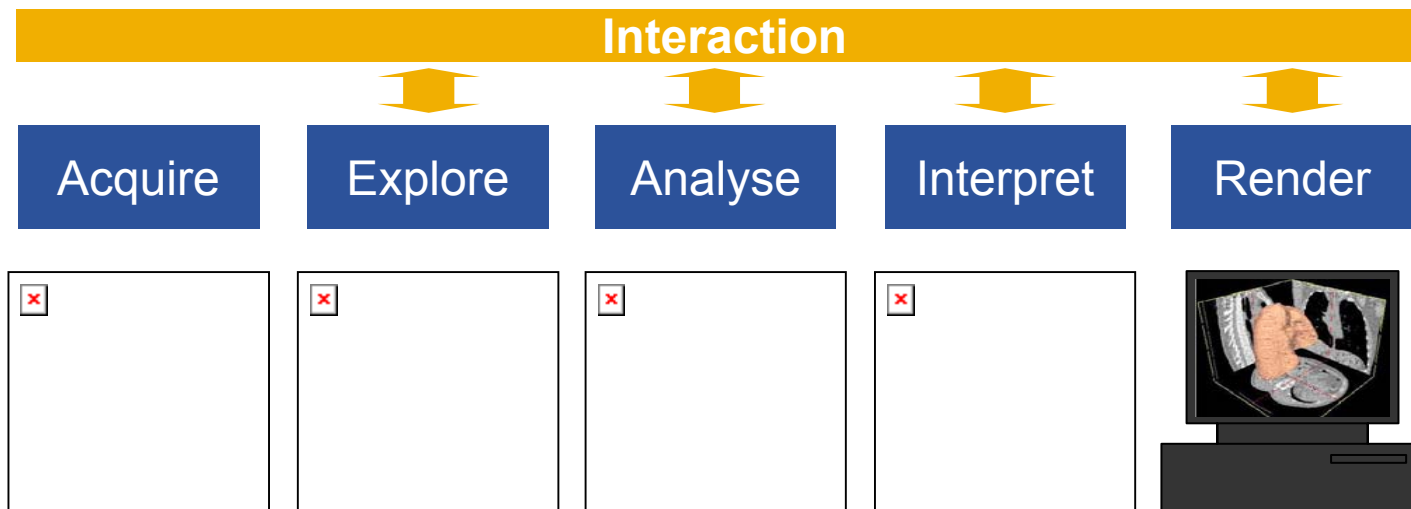 Interaction
Acquire
Explore
Analyse
Interpret
Render